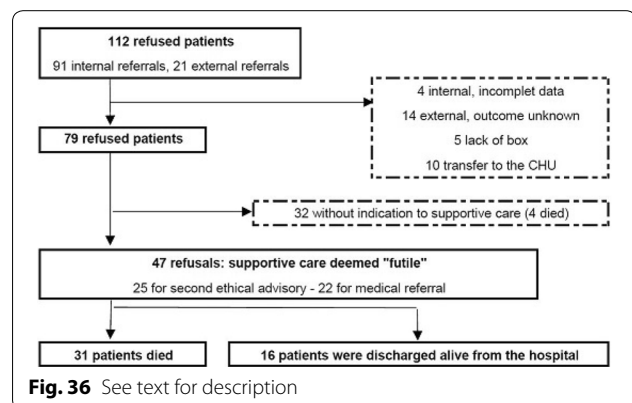 112 refused patients
91 internal referrals, 21 external referrals
4 internal, incomplet data
14 external, outcome unknown
5 lack of box
10 transfer to the CHU
79 refused patients
32 without indication to supportive care (4 died)
47 refusals: supportive care deemed "futile"
25 for second ethical advisory - 22 for medical referral
31 patients died
16 patients were discharged alive from the hospital
Fig. 36 See text for description